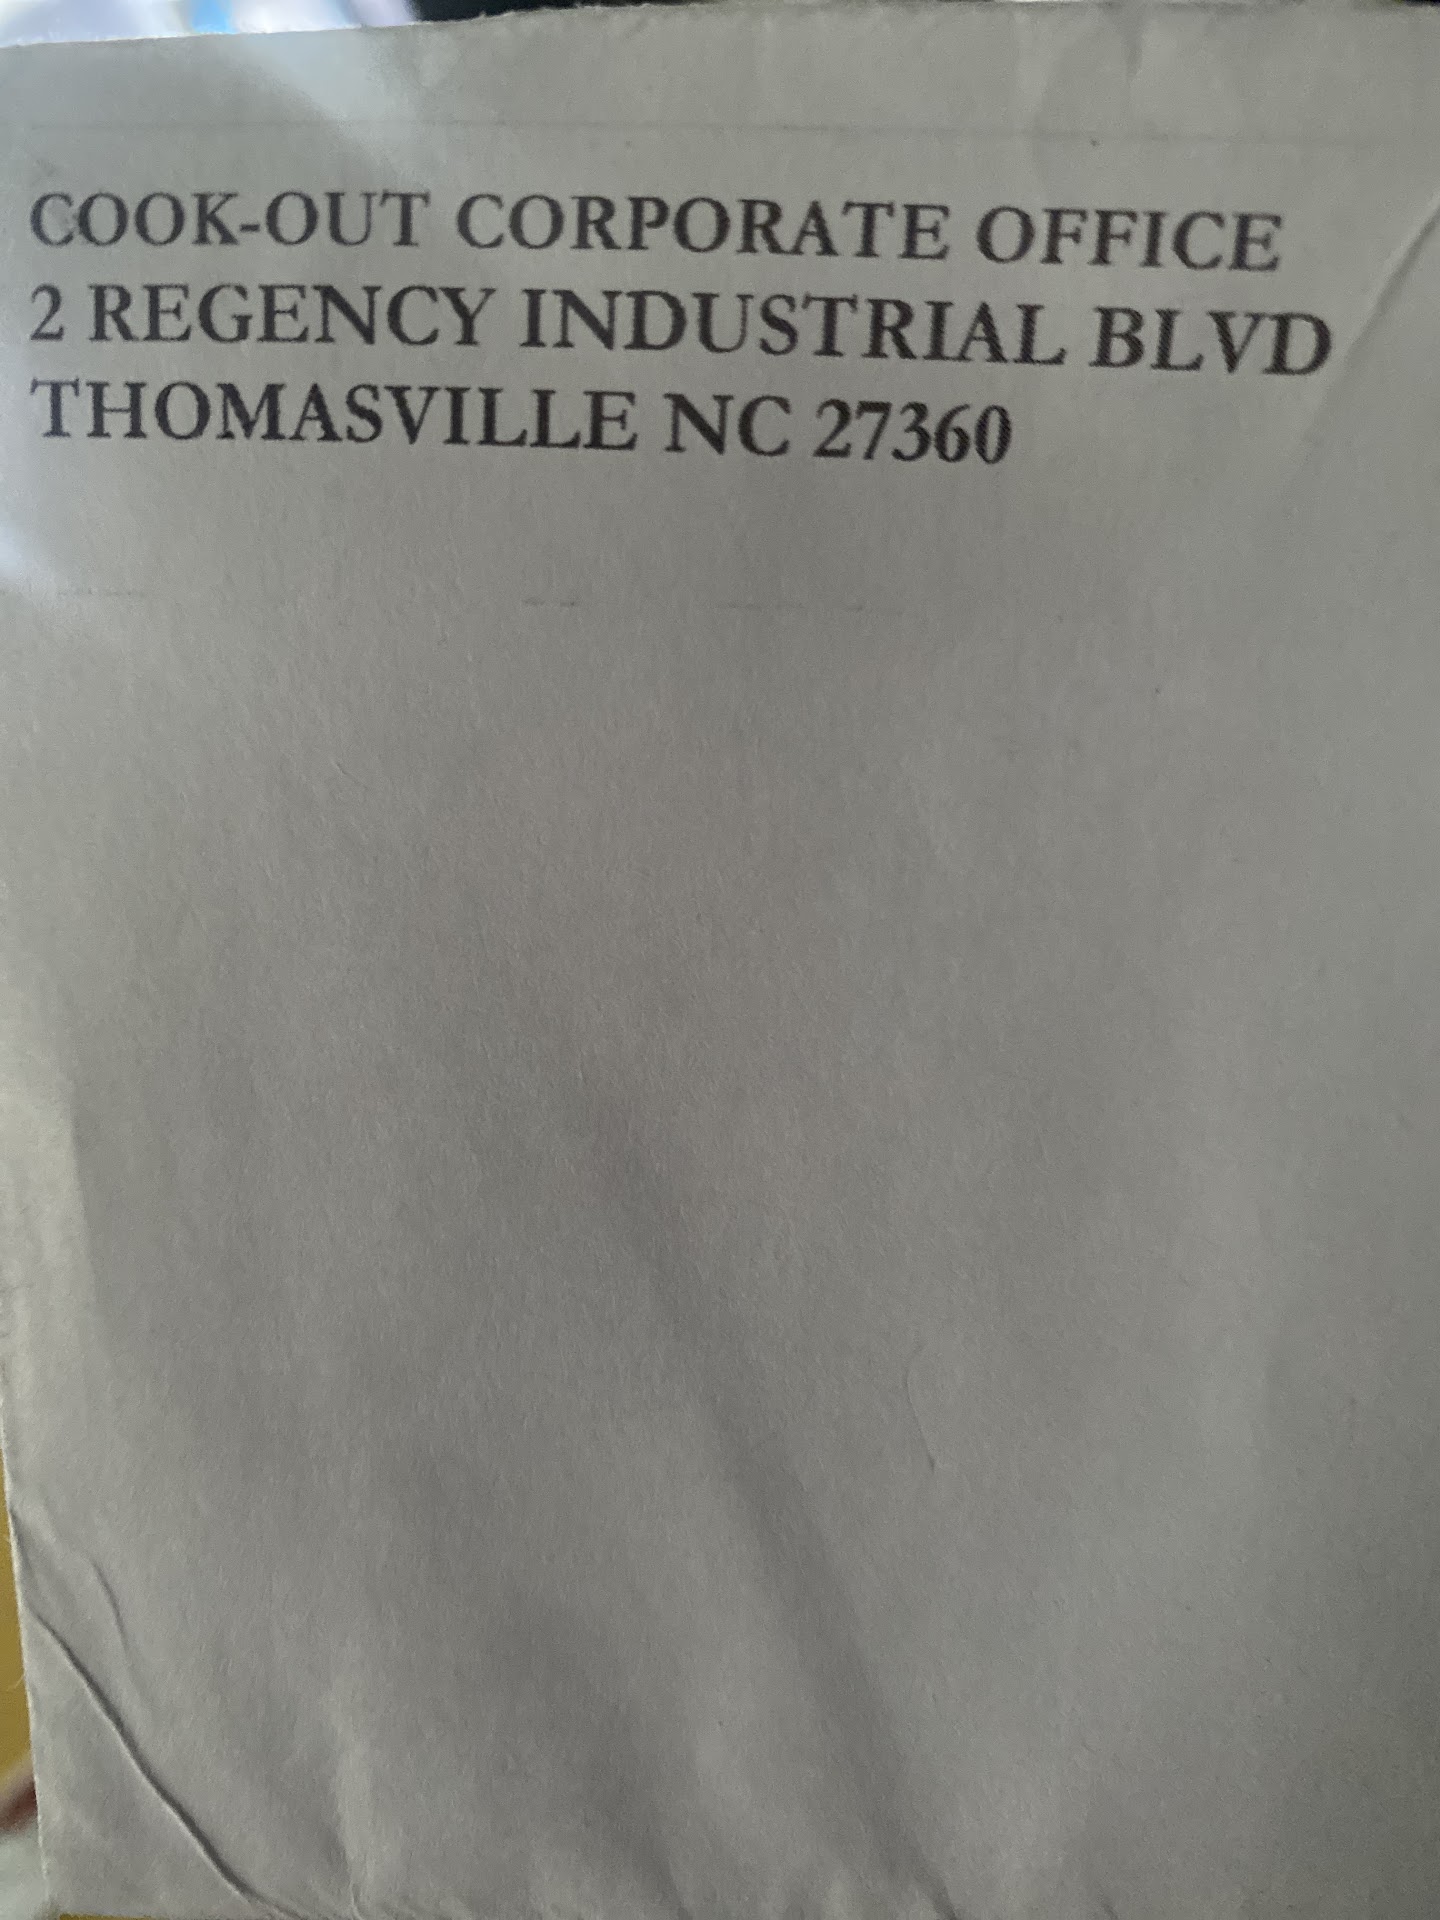 COOK-OUT CORPORATE OFFICE
2 REGENCY INDUSTRIAL BLVD
THOMASVILLE NC 27360